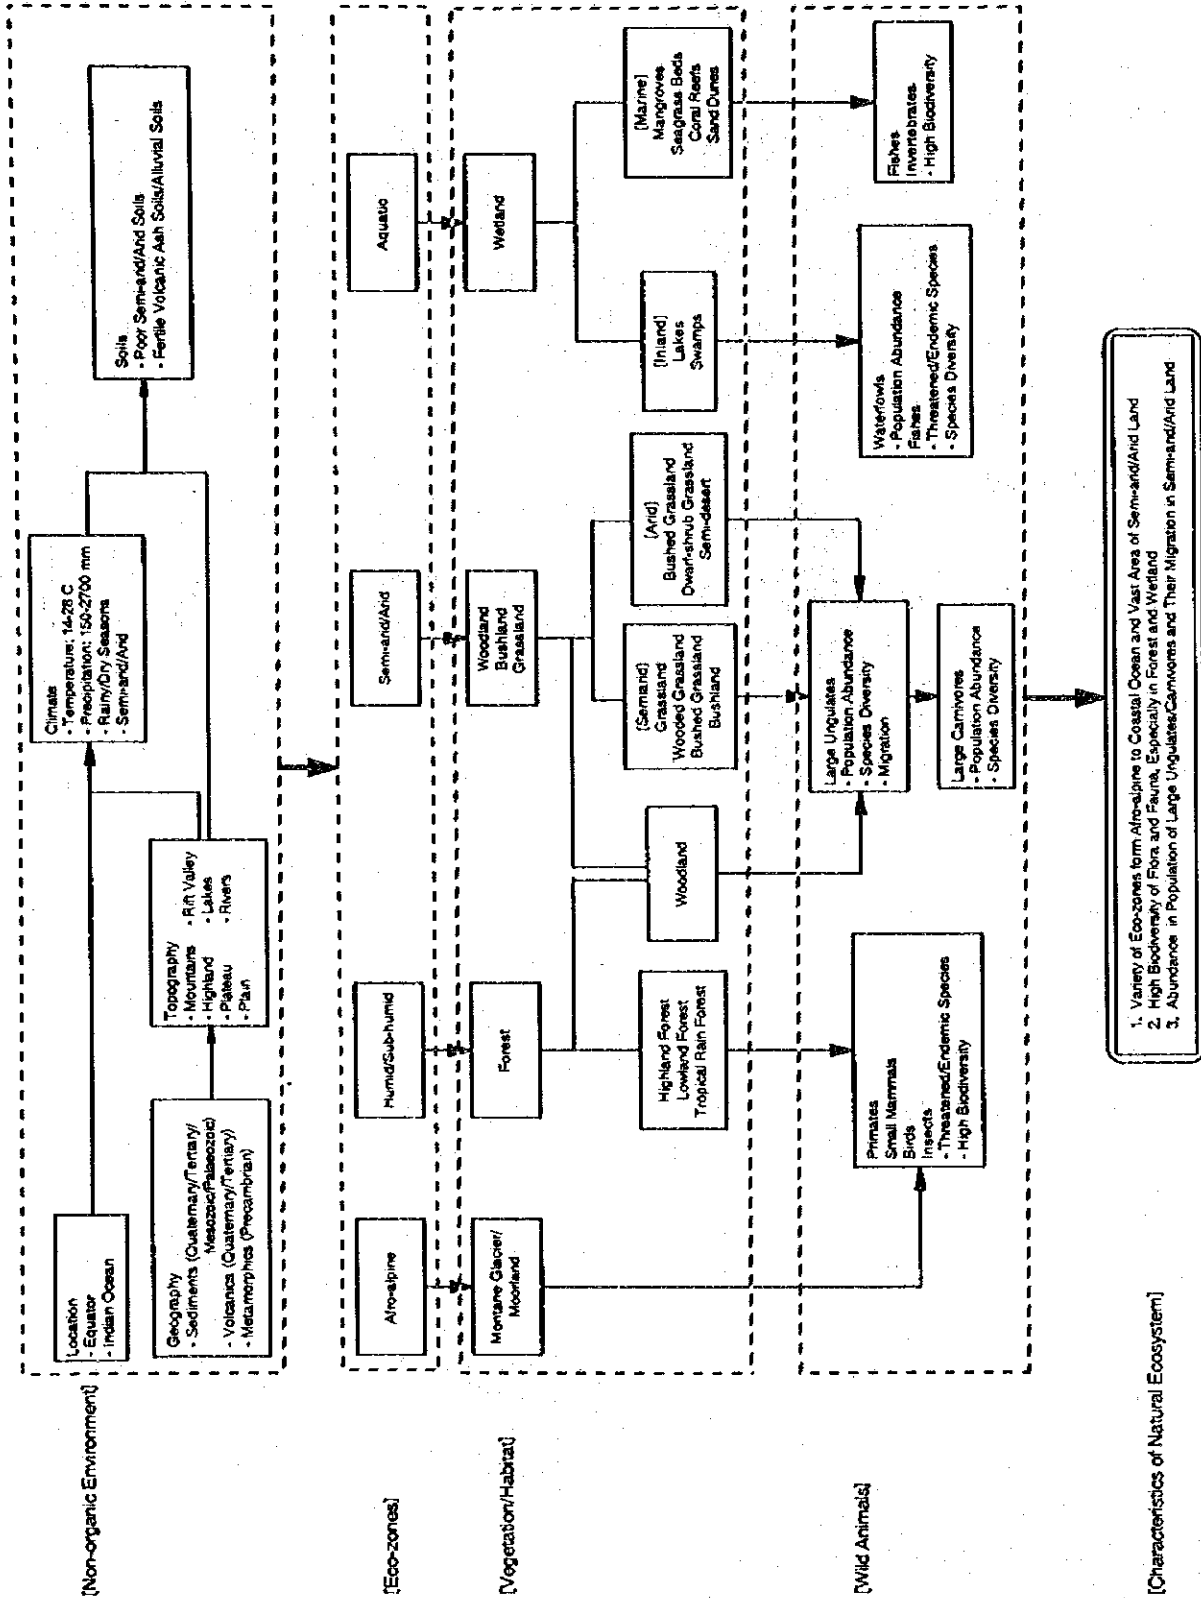 [Non-organic Environment]
Location
- Equator
- Indian Ocean
Geography
- Sediments (Quaternary/Tertiary/
Mesozoic/Palaeozoic)
- Volcanics (Quaternary/Tertiary)
- Metamorphics (Precambrian)
Topography
- Mountains
- Highland
- Plateau
- Plain
- Rift Valley
- Lakes
- Rivers
Climate
- Temperature: 14-28 C
- Precipitation: 150-2700 mm
- Rainy/Dry Seasons
- Semi-arid/Arid
Soils
- Poor Semi-arid/Arid Soils
- Fertile Volcanic Ash Soils/Alluvial Soils
[Eco-zones]
Afro-alpine
Humid/Sub-humid
Semi-arid/Arid
Aquatic
[Vegetation/Habitat]
Montane Glacier/
Moorland
Forest
Woodland
Bushland
Grassland
Wetland
Highland Forest
Lowland Forest
Tropical Rain Forest
Woodland
[Semiarid]
Grassland
Wooded Grassland
Bushed Grassland
Bushland
[Arid]
Bushed Grassland
Dwarf-shrub Grassland
Semi-desert
[Inland]
Lakes
Swamps
[Marine]
Mangroves
Seagrass Beds
Coral Reefs
Sand Dunes
[Wild Animals]
Primates
Small Mammals
Birds
Insects
- Threatened/Endemic Species
- High Biodiversity
Large Ungulates
- Population Abundance
- Species Diversity
- Migration
Large Carnivores
- Population Abundance
- Species Diversity
Waterfowls
- Population Abundance
Fishes
- Threatened/Endemic Species
- Species Diversity
Fishes
Invertebrates
- High Biodiversity
[Characteristics of Natural Ecosystem]
1. Variety of Eco-zones form Afro-alpine to Coastal Ocean and Vast Area of Semi-arid/Arid Land
2. High Biodiversity of Flora and Fauna, Especially in Forest and Wetland
3. Abundance in Population of Large Ungulates/Carnivores and Their Migration in Semi-arid/Arid Land